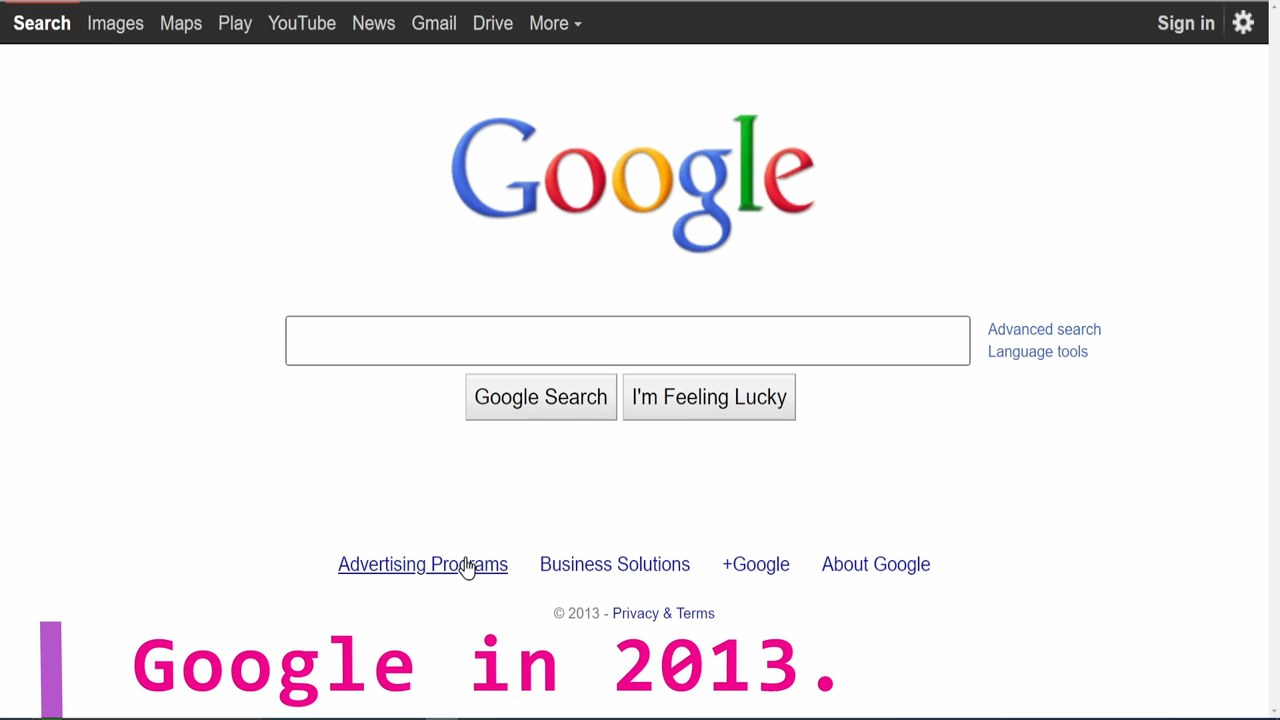 Search Images Maps Play YouTube News Gmail Drive More Sign in
Google
Advanced search
Language tools
Google Search I'm Feeling Lucky
Advertising Programs Business Solutions +Google About Google
© 2013 - Privacy & Terms
Google in 2013.